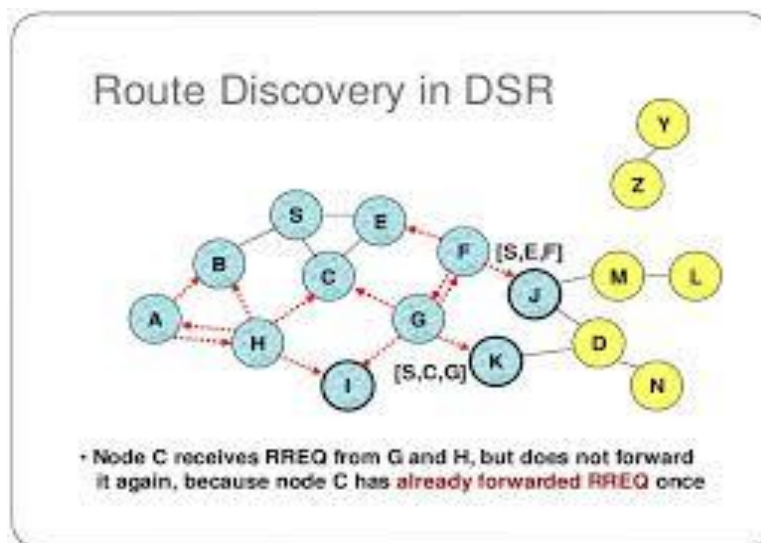 Route Discovery in DSR
Y
Z
S
E
F
[S,E,F]
B
C
M
L
J
A
G
H
D
K
[S,C,G]
I
N
• Node C receives RREQ from G and H, but does not forward
it again, because node C has already forwarded RREQ once